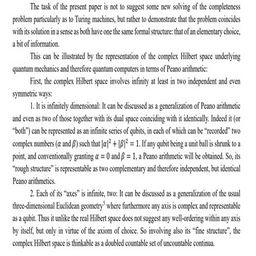 The task of the present paper is not to suggest some new solving of the completeness
problem particularly as to Turing machines, but rather to demonstrate that the problem coincides
with its solution in a sense as both have one the same formal structure: that of an elementary choice,
a bit of information.
This can be illustrated by the representation of the complex Hilbert space underlying
quantum mechanics and therefore quantum computers in terms of Peano arithmetic:
First, the complex Hilbert space involves infinity at least in two independent and even
symmetric ways:
1. It is infinitely dimensional: It can be discussed as a generalization of Peano arithmetic
and even as two of those together with its dual space coinciding with it identically. Indeed it (or
"both") can be represented as an infinite series of qubits, in each of which can be "recorded" two
complex numbers (α and β) such that |α|² + |β|² = 1. If any qubit being a unit ball is shrunk to a
point, and conventionally granting α = 0 and β = 1, a Peano arithmetic will be obtained. So, its
"rough structure" is representable as two complementary and therefore independent, but identical
Peano arithmetics.
2. Each of its "axes" is infinite, two: It can be discussed as a generalization of the usual
three-dimensional Euclidean geometry³ where furthermore any axis is complex and representable
as a qubit. Thus it unlike the real Hilbert space does not suggest any well-ordering within any axis
by itself, but only in virtue of the axiom of choice. So involving also its "fine structure", the
complex Hilbert space is thinkable as a doubled countable set of uncountable continua.